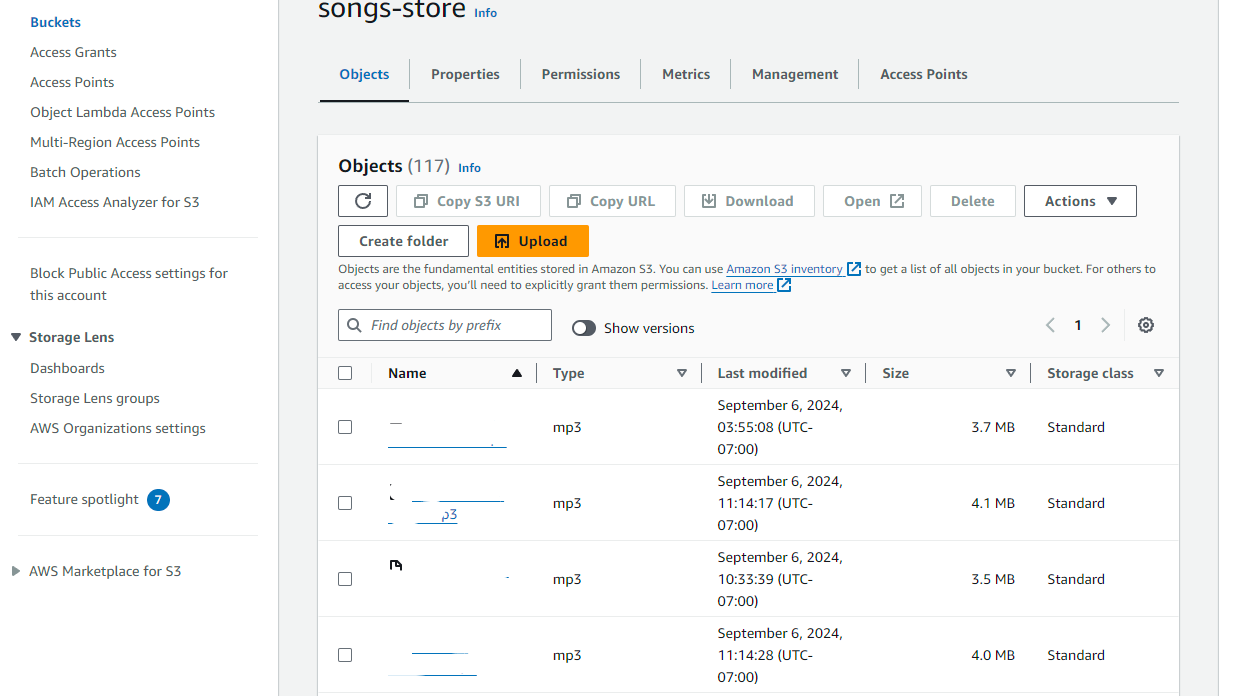 Buckets
Access Grants
Access Points
Object Lambda Access Points
Multi-Region Access Points
Batch Operations
IAM Access Analyzer for S3
Block Public Access settings for
this account
Storage Lens
Dashboards
Storage Lens groups
AWS Organizations settings
Feature spotlight 7
AWS Marketplace for S3
songs-store Info
Objects Properties Permissions Metrics Management Access Points
Objects (117) Info
Copy S3 URI Copy URL Download Open Delete Actions
Create folder Upload
Objects are the fundamental entities stored in Amazon S3. You can use Amazon S3 inventory to get a list of all objects in your bucket. For others to
access your objects, you'll need to explicitly grant them permissions. Learn more
Find objects by prefix Show versions 1
Name Type Last modified Size Storage class
mp3 September 6, 2024,
03:55:08 (UTC-
07:00) 3.7 MB Standard
p3 mp3 September 6, 2024,
11:14:17 (UTC-
07:00) 4.1 MB Standard
mp3 September 6, 2024,
10:33:39 (UTC-
07:00) 3.5 MB Standard
mp3 September 6, 2024,
11:14:28 (UTC-
07:00) 4.0 MB Standard